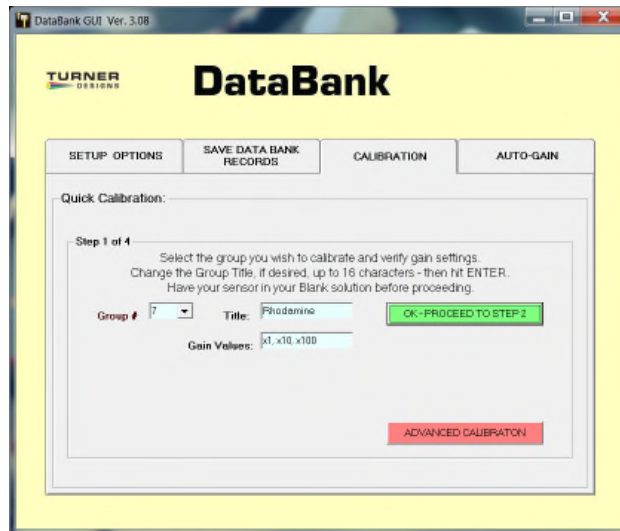 DataBank GUI Ver. 3.08
TURNER
DESIGNS
DataBank
SETUP OPTIONS
SAVE DATA BANK
RECORDS
CALIBRATION
AUTO-GAIN
Quick Calibration:
Step 1 of 4
Select the group you wish to calibrate and verify gain settings.
Change the Group Title, if desired, up to 16 characters - then hit ENTER.
Have your sensor in your Blank solution before proceeding.
Group # 7 Title: Rhodamine OK - PROCEED TO STEP 2
Gain Values: x1, x10, x100
ADVANCED CALIBRATON